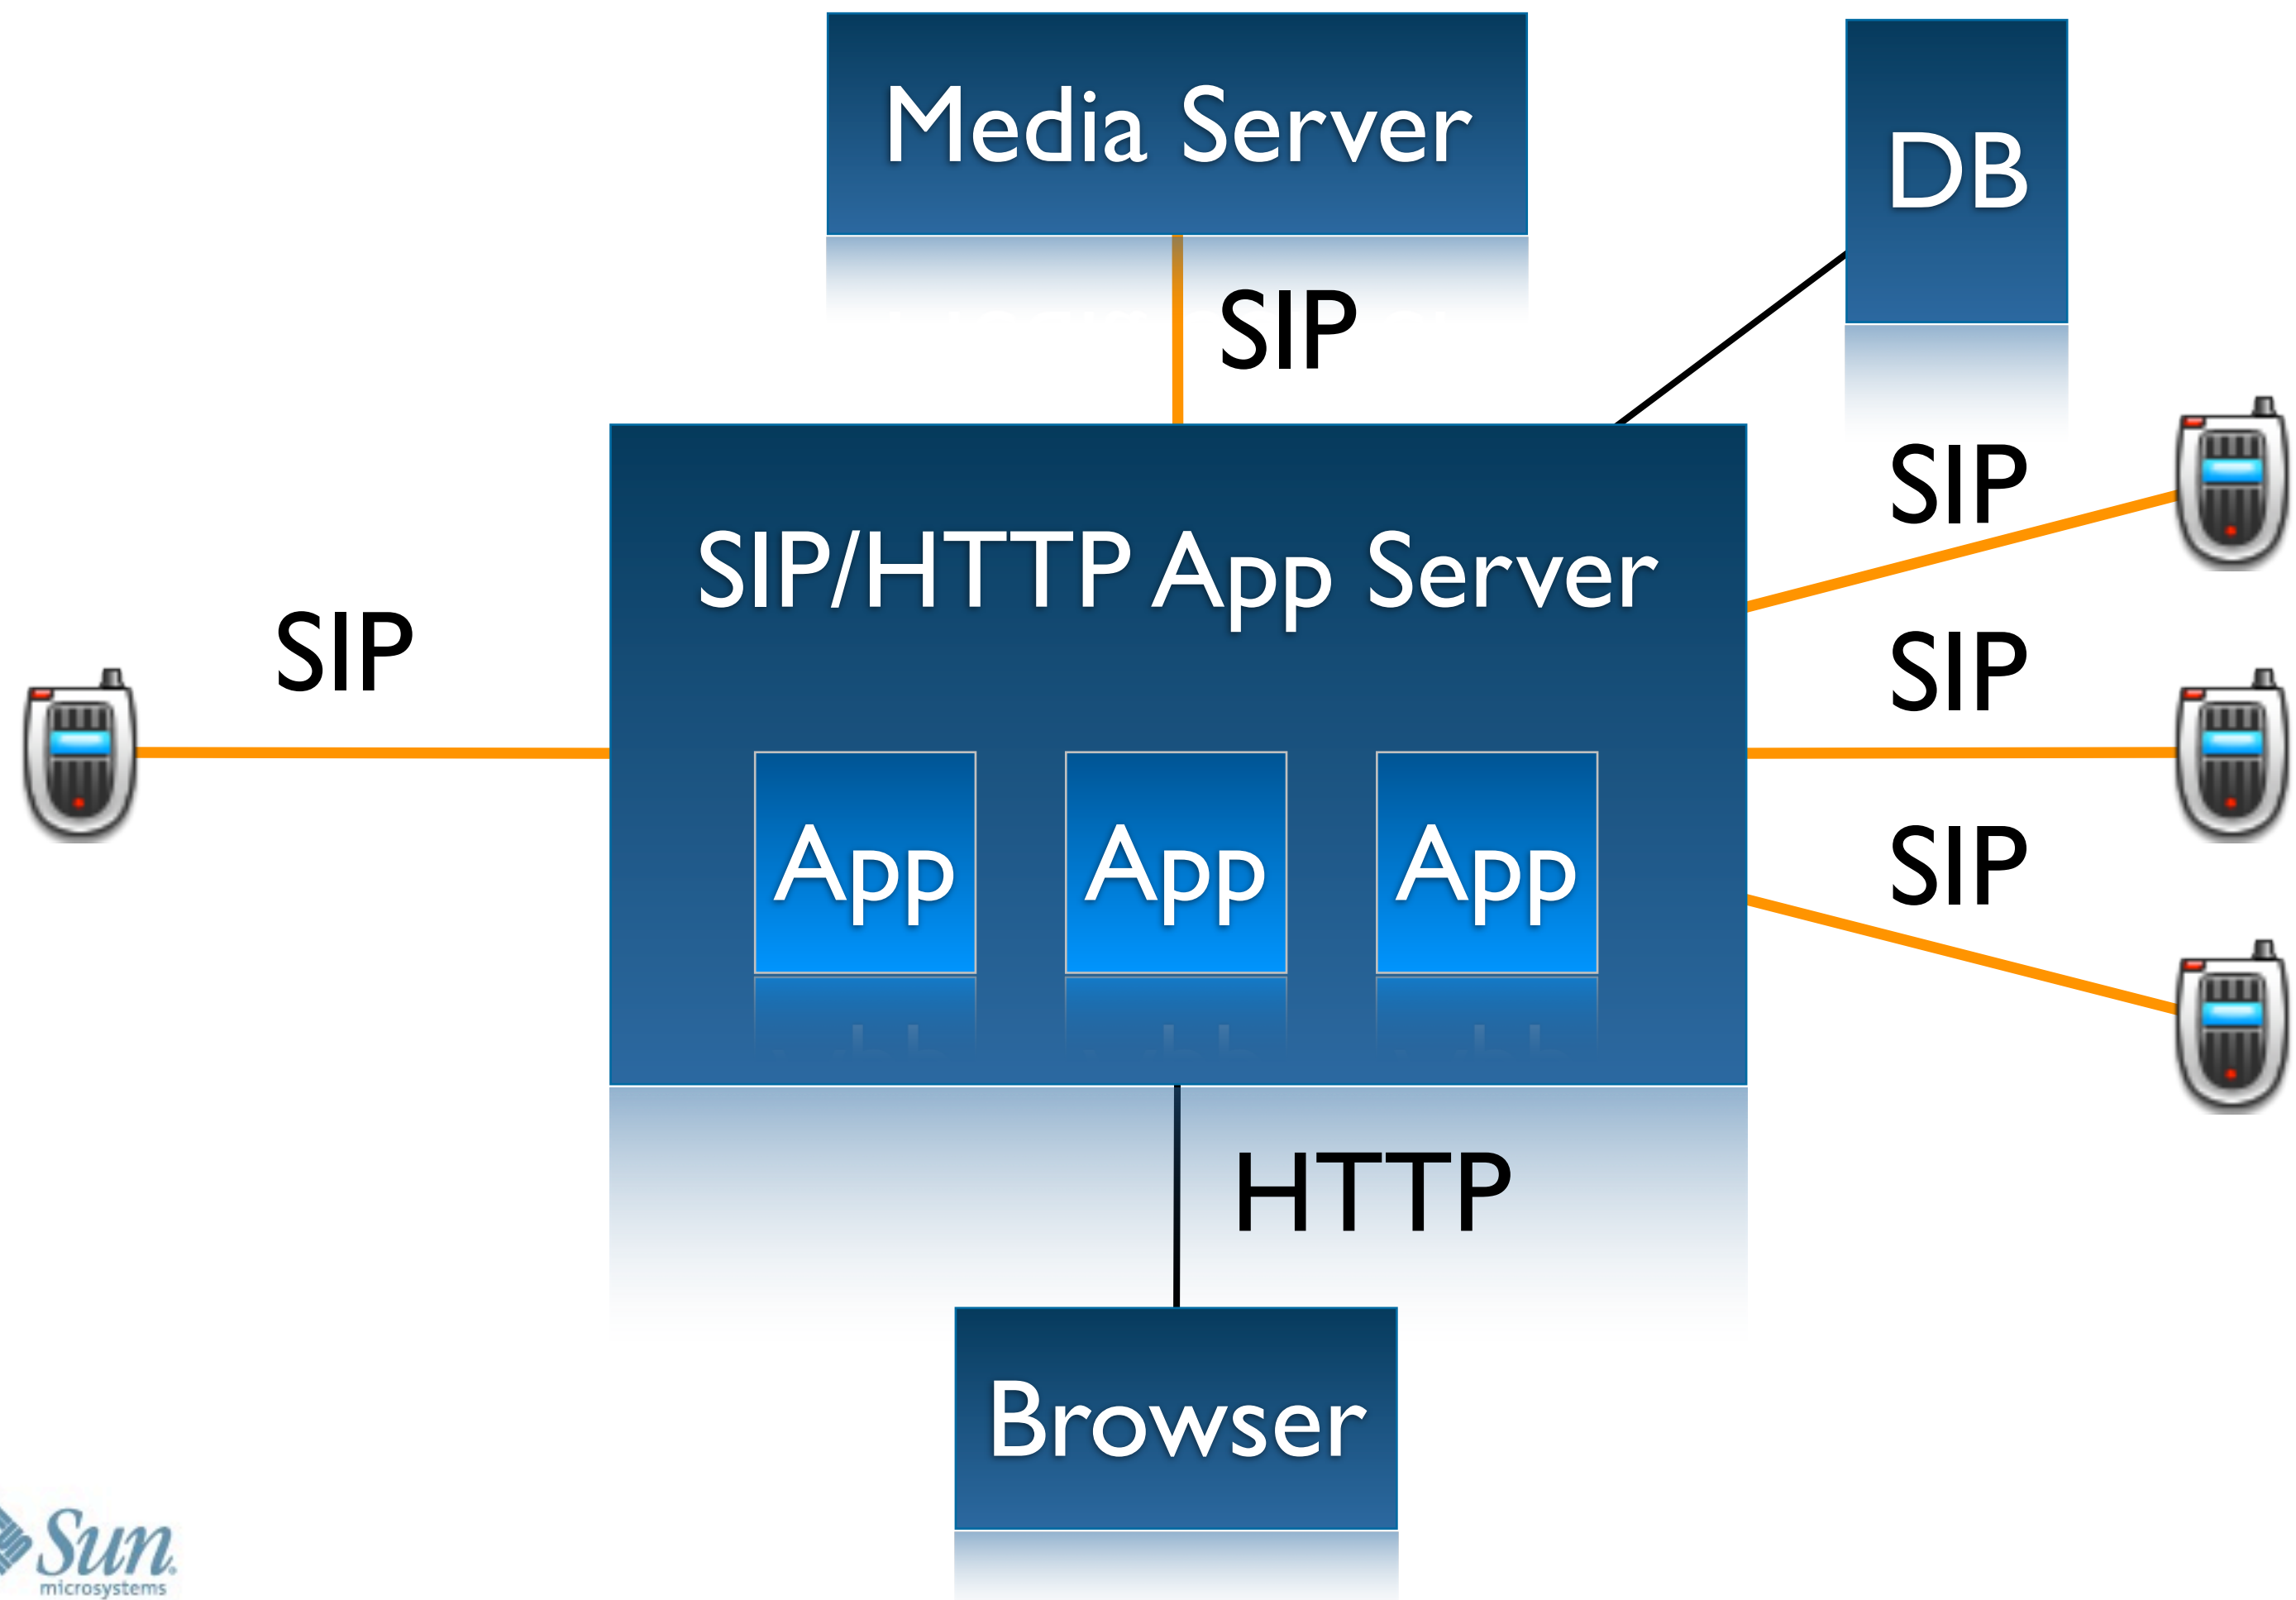 Media Server
DB
SIP
SIP
SIP/HTTP App Server
SIP
SIP
App
App
App
SIP
HTTP
Browser
Sun
microsystems